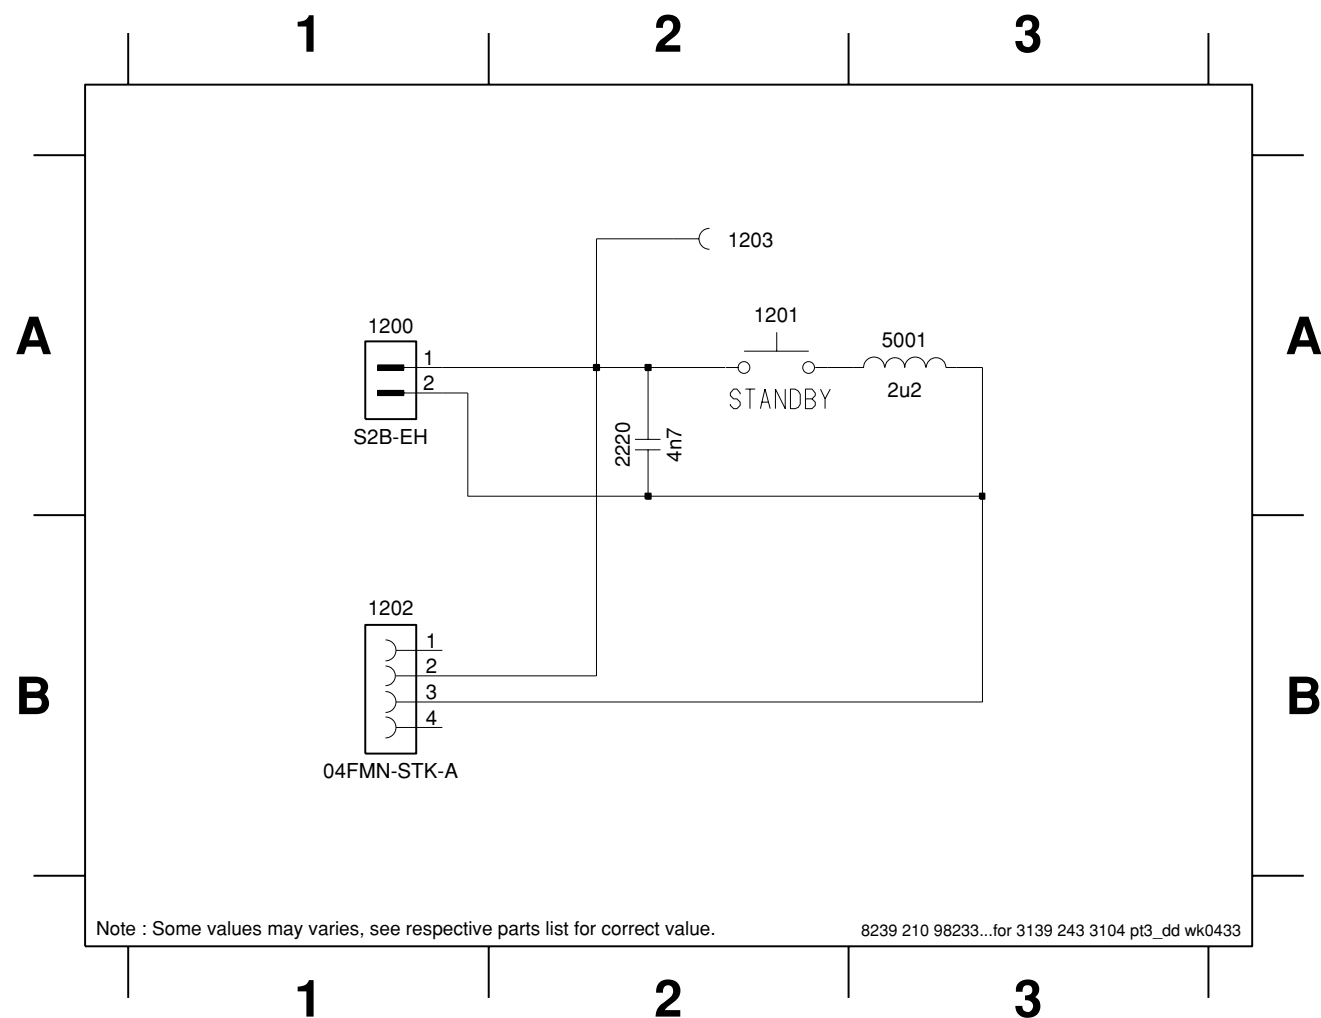 1 2 3
A A
1203
1201
1200
5001
1
2
STANDBY
2u2
S2B-EH
2220
4n7
1202
1
2
3
4
B B
04FMN-STK-A
Note : Some values may varies, see respective parts list for correct value.
8239 210 98233...for 3139 243 3104 pt3_dd wk0433
1 2 3